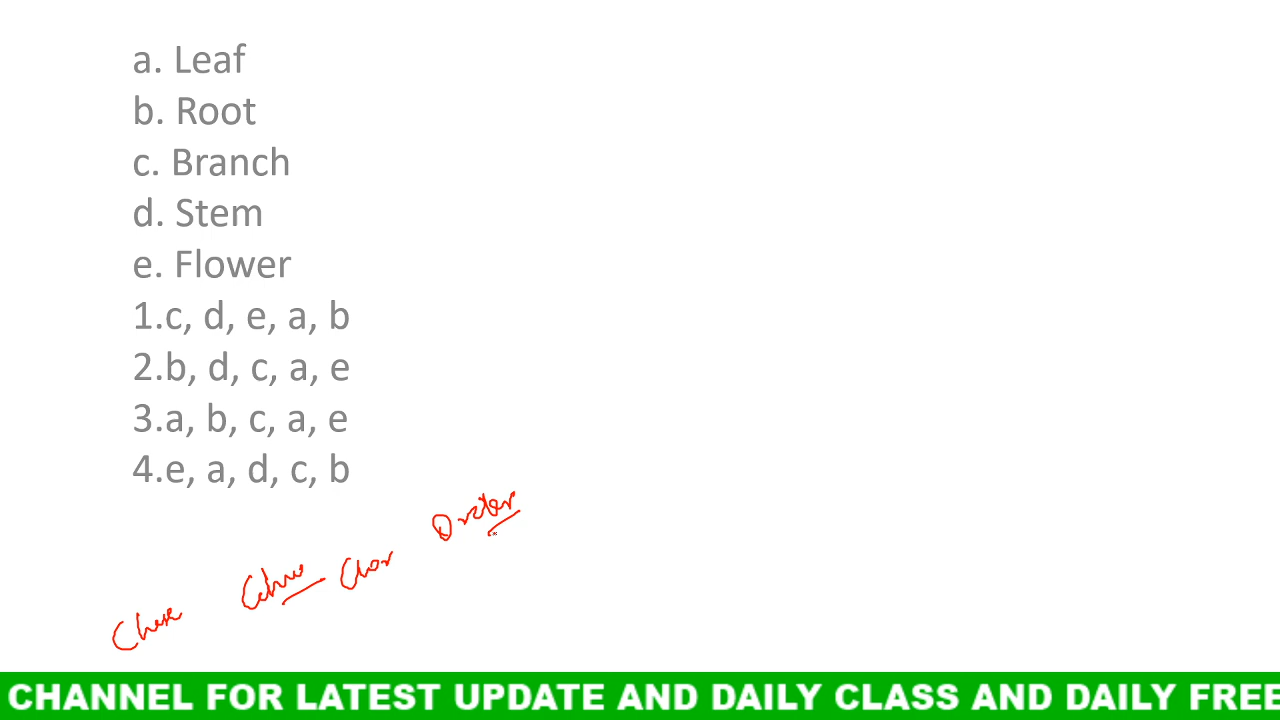 a. Leaf
b. Root
c. Branch
d. Stem
e. Flower
1.c, d, e, a, b
2.b, d, c, a, e
3.a, b, c, a, e
4.e, a, d, c, b
CHANNEL FOR LATEST UPDATE AND DAILY CLASS AND DAILY FREE